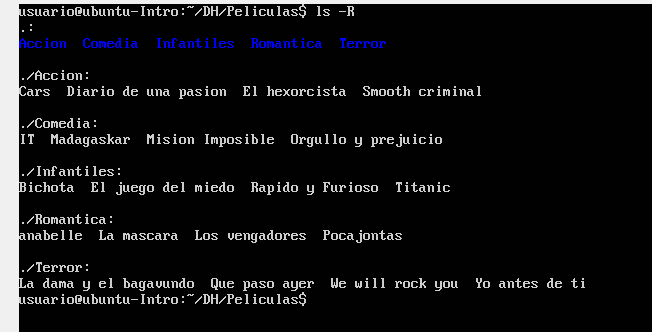 usuario@ubuntu-Intro:~/DH/Peliculas$ ls -R
.:
Accion  Comedia  Infantiles  Romantica  Terror
./Accion:
Cars  Diario de una pasion  El hexorcista  Smooth criminal
./Comedia:
IT  Madagaskar  Mision Imposible  Orgullo y prejuicio
./Infantiles:
Bichota  El juego del miedo  Rapido y Furioso  Titanic
./Romantica:
anabelle  La mascara  Los vengadores  Pocajontas
./Terror:
La dama y el bagavundo  Que paso ayer  We will rock you  Yo antes de ti
usuario@ubuntu-Intro:~/DH/Peliculas$